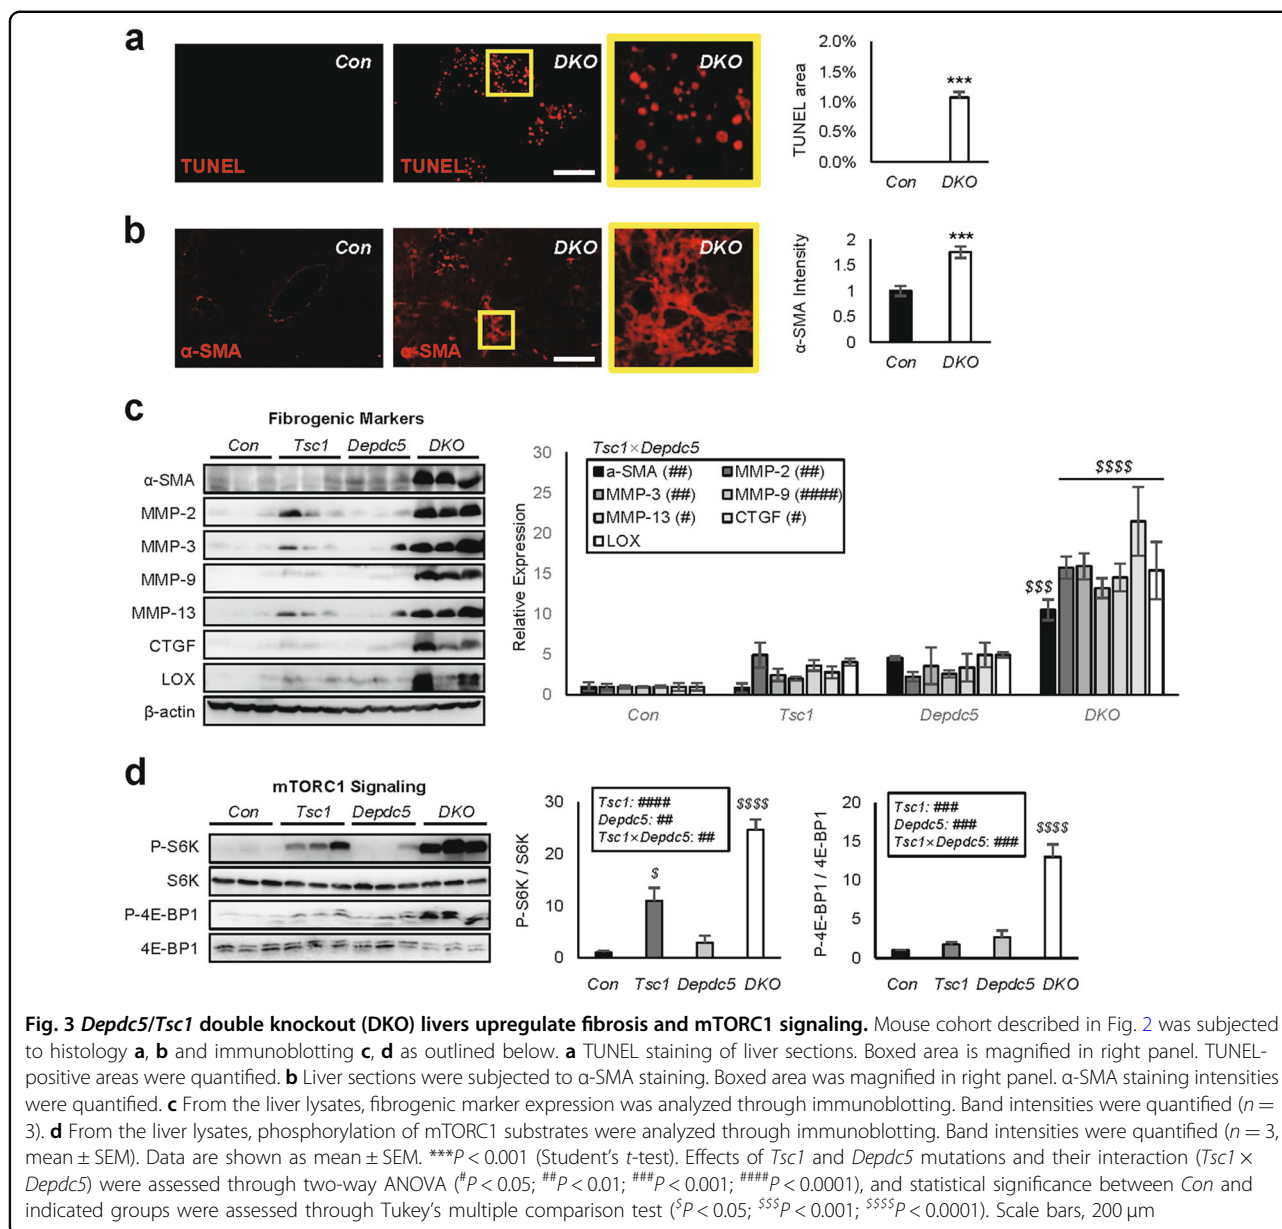 a
Con
TUNEL
DKO
TUNEL
TUNEL area
2.0%
1.5%
1.0%
0.5%
0.0%
***
Con
DKO
b
Con
α-SMA
DKO
α-SMA
DKO
α-SMA Intensity
2
1.5
1
0.5
0
***
Con
DKO
c
Fibrogenic Markers
Con
Tsc1
Depdc5
DKO
α-SMA
MMP-2
MMP-3
MMP-9
MMP-13
CTGF
LOX
β-actin
Relative Expression
30
25
20
15
10
5
0
Tsc1×Depdc5
a-SMA (##)
MMP-2 (##)
MMP-3 (##)
MMP-9 (####)
MMP-13 (#)
CTGF (#)
LOX
$$$
$$$$
Con
Tsc1
Depdc5
DKO
d
mTORC1 Signaling
Con
Tsc1
Depdc5
DKO
P-S6K
S6K
P-4E-BP1
4E-BP1
P-S6K / S6K
30
20
10
0
Tsc1: ####
Depdc5: ##
Tsc1×Depdc5: ##
$
$$$$
Con
Tsc1
Depdc5
DKO
P-4E-BP1 / 4E-BP1
20
15
10
5
0
Tsc1: ###
Depdc5: ###
Tsc1×Depdc5: ###
$$$$
Con
Tsc1
Depdc5
DKO
Fig. 3 Depdc5/Tsc1 double knockout (DKO) livers upregulate fibrosis and mTORC1 signaling. Mouse cohort described in Fig. 2 was subjected
to histology a, b and immunoblotting c, d as outlined below. a TUNEL staining of liver sections. Boxed area is magnified in right panel. TUNEL-
positive areas were quantified. b Liver sections were subjected to α-SMA staining. Boxed area was magnified in right panel. α-SMA staining intensities
were quantified. c From the liver lysates, fibrogenic marker expression was analyzed through immunoblotting. Band intensities were quantified (n =
3). d From the liver lysates, phosphorylation of mTORC1 substrates were analyzed through immunoblotting. Band intensities were quantified (n = 3,
mean ± SEM). Data are shown as mean ± SEM. ***P < 0.001 (Student's t-test). Effects of Tsc1 and Depdc5 mutations and their interaction (Tsc1 ×
Depdc5) were assessed through two-way ANOVA (#P < 0.05; ##P < 0.01; ###P < 0.001; ####P < 0.0001), and statistical significance between Con and
indicated groups were assessed through Tukey's multiple comparison test ($P < 0.05; $$$P < 0.001; $$$$P < 0.0001). Scale bars, 200 μm